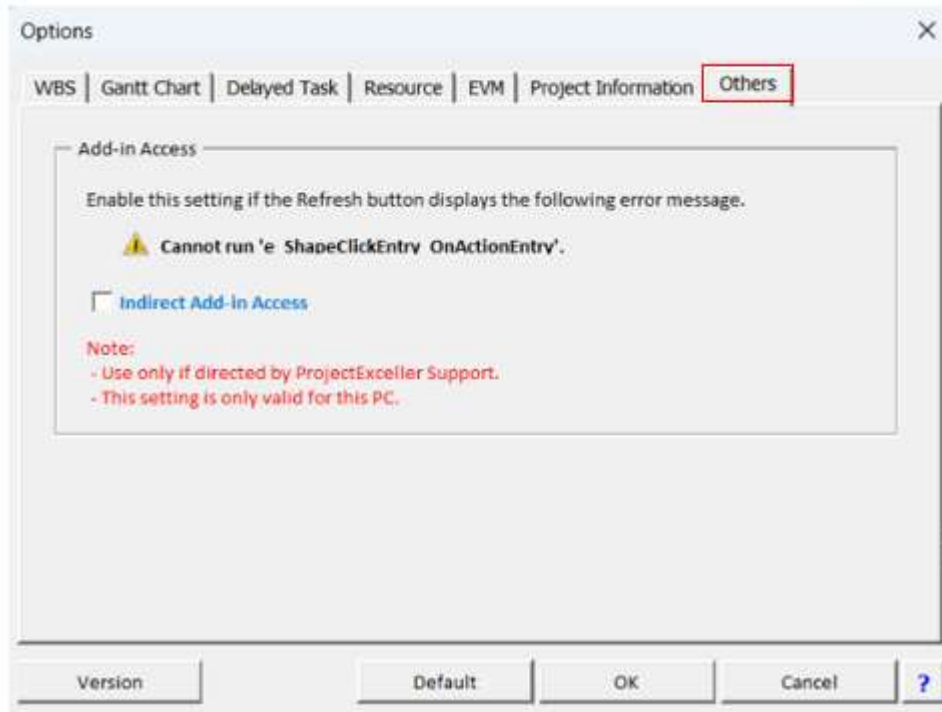 Options
WBS Gantt Chart Delayed Task Resource EVM Project Information Others
Add-in Access
Enable this setting if the Refresh button displays the following error message.
Cannot run 'e_ShapeClickEntry_OnActionEntry'.
Indirect Add-in Access
Note:
- Use only if directed by ProjectExceller Support.
- This setting is only valid for this PC.
Version Default OK Cancel ?